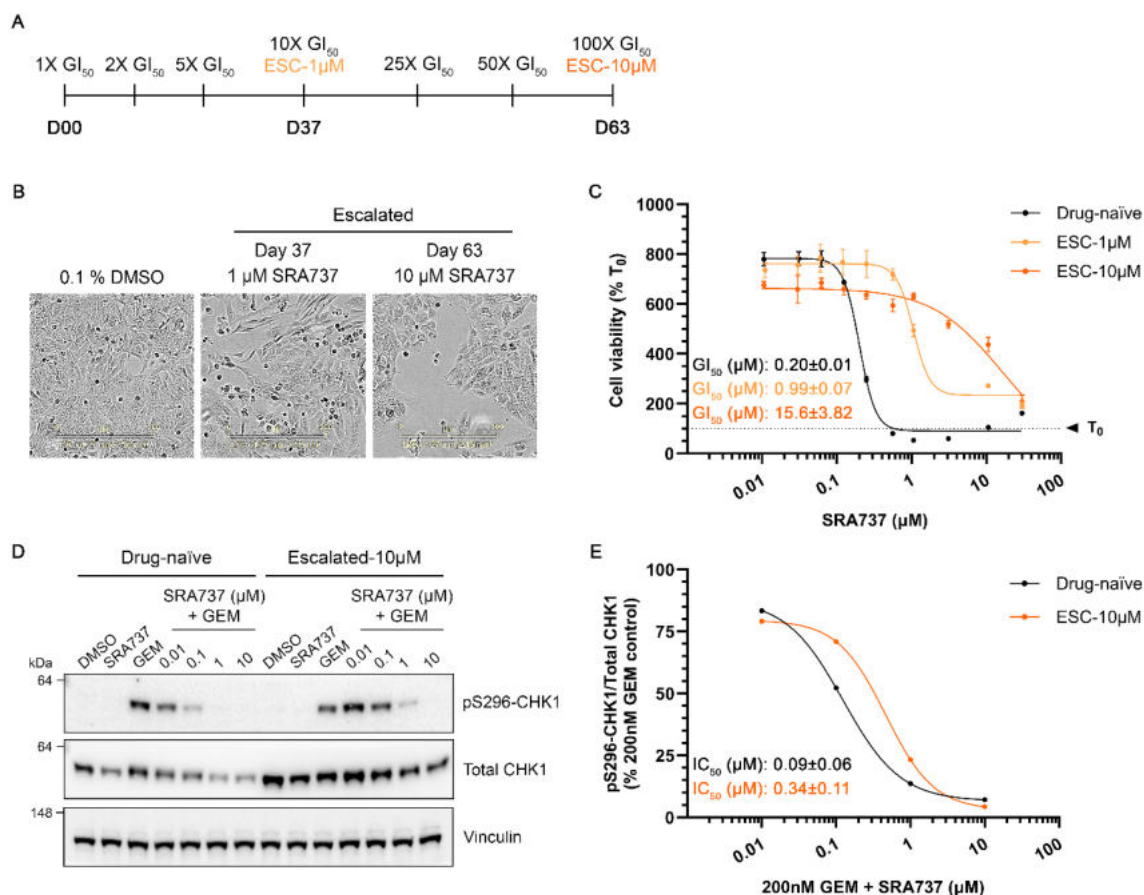 A
1X GI50 2X GI50 5X GI50 10X GI50 25X GI50 50X GI50 100X GI50
ESC-1µM ESC-10µM
D00 D37 D63
B
Escalated
0.1 % DMSO
Day 37
1 µM SRA737
Day 63
10 µM SRA737
C
Cell viability (% T0)
1000
800
600
400
200
0
Drug-naïve
ESC-1µM
ESC-10µM
GI50 (µM): 0.20±0.01
GI50 (µM): 0.99±0.07
GI50 (µM): 15.6±3.82
T0
0.01 0.1 1 10 100
SRA737 (µM)
D
Drug-naïve Escalated-10µM
SRA737 (µM)
+ GEM
SRA737 (µM)
+ GEM
kDa DMSO SRA737 GEM 0.01 0.1 1 10 DMSO SRA737 GEM 0.01 0.1 1 10
64
pS296-CHK1
64
Total CHK1
148
Vinculin
E
pS296-CHK1/Total CHK1
(% 200nM GEM control)
100
75
50
25
0
Drug-naïve
ESC-10µM
IC50 (µM): 0.09±0.06
IC50 (µM): 0.34±0.11
0.01 0.1 1 10 100
200nM GEM + SRA737 (µM)